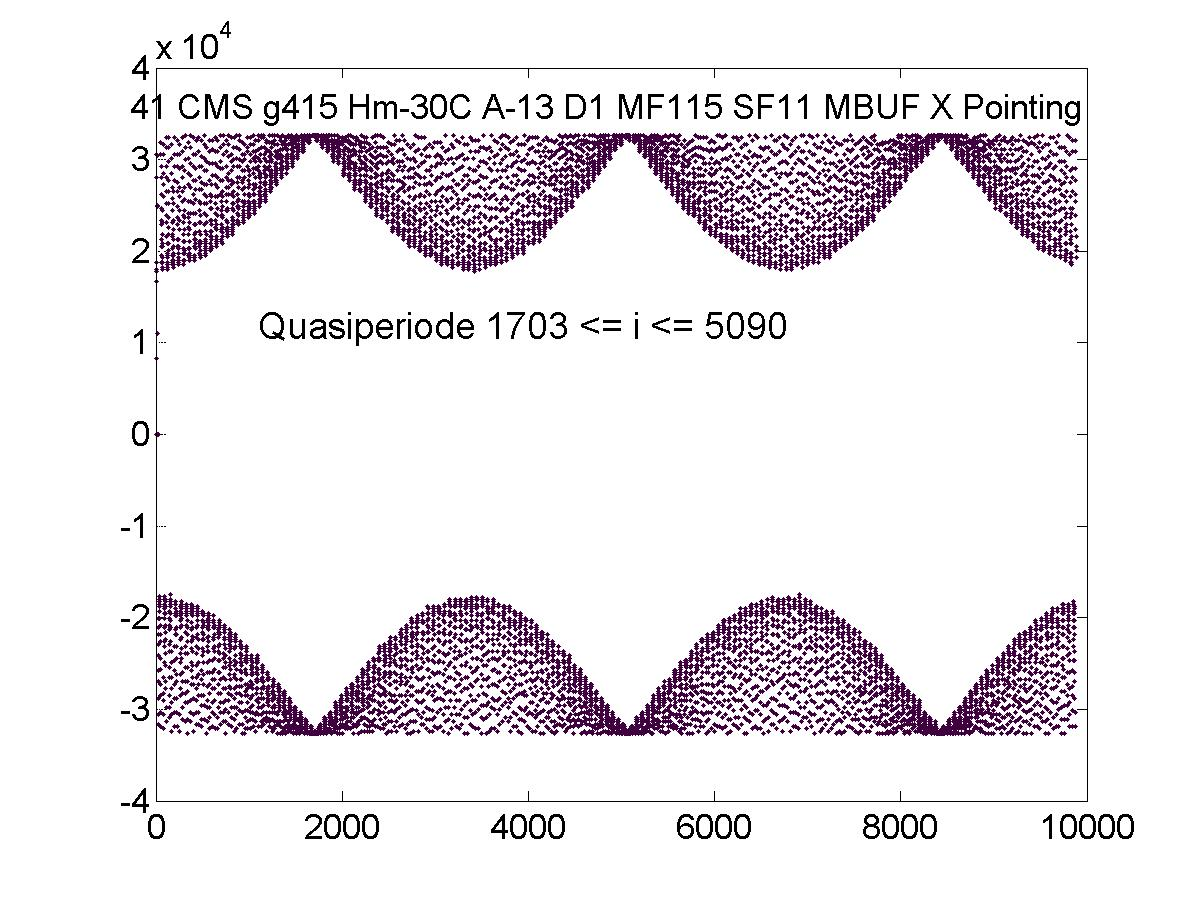 x 10^4
4
41 CMS g415 Hm-30C A-13 D1 MF115 SF11 MBUF X Pointing
3
2
Quasiperiode 1703 <= i <= 5090
1
0
-1
-2
-3
-4
0 2000 4000 6000 8000 10000